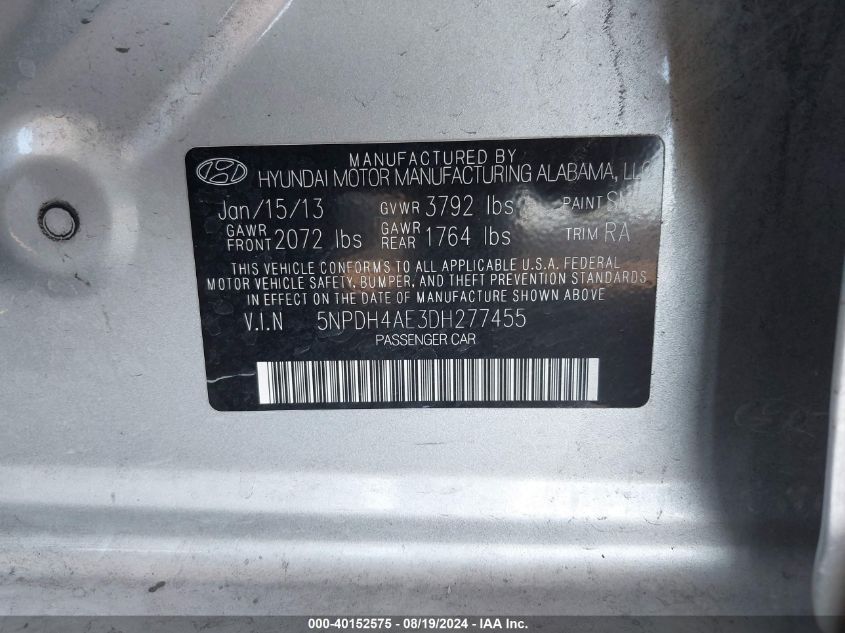 MANUFACTURED BY
HYUNDAI MOTOR MANUFACTURING ALABAMA, LLC
Jan/15/13 GVWR 3792 lbs PAINT
GAWR FRONT 2072 lbs GAWR REAR 1764 lbs TRIM RA
THIS VEHICLE CONFORMS TO ALL APPLICABLE U.S.A. FEDERAL
MOTOR VEHICLE SAFETY, BUMPER, AND THEFT PREVENTION STANDARDS
IN EFFECT ON THE DATE OF MANUFACTURE SHOWN ABOVE
V.I.N 5NPDH4AE3DH277455
PASSENGER CAR
000-40152575 - 08/19/2024 - IAA Inc.